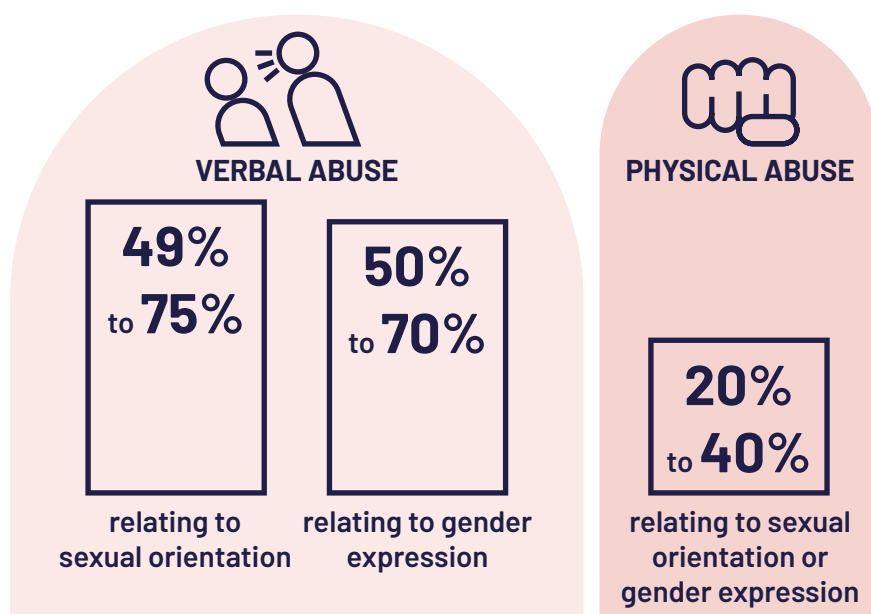 VERBAL ABUSE
49%
to 75%
relating to
sexual orientation
50%
to 70%
relating to gender
expression
PHYSICAL ABUSE
20%
to 40%
relating to sexual
orientation or
gender expression